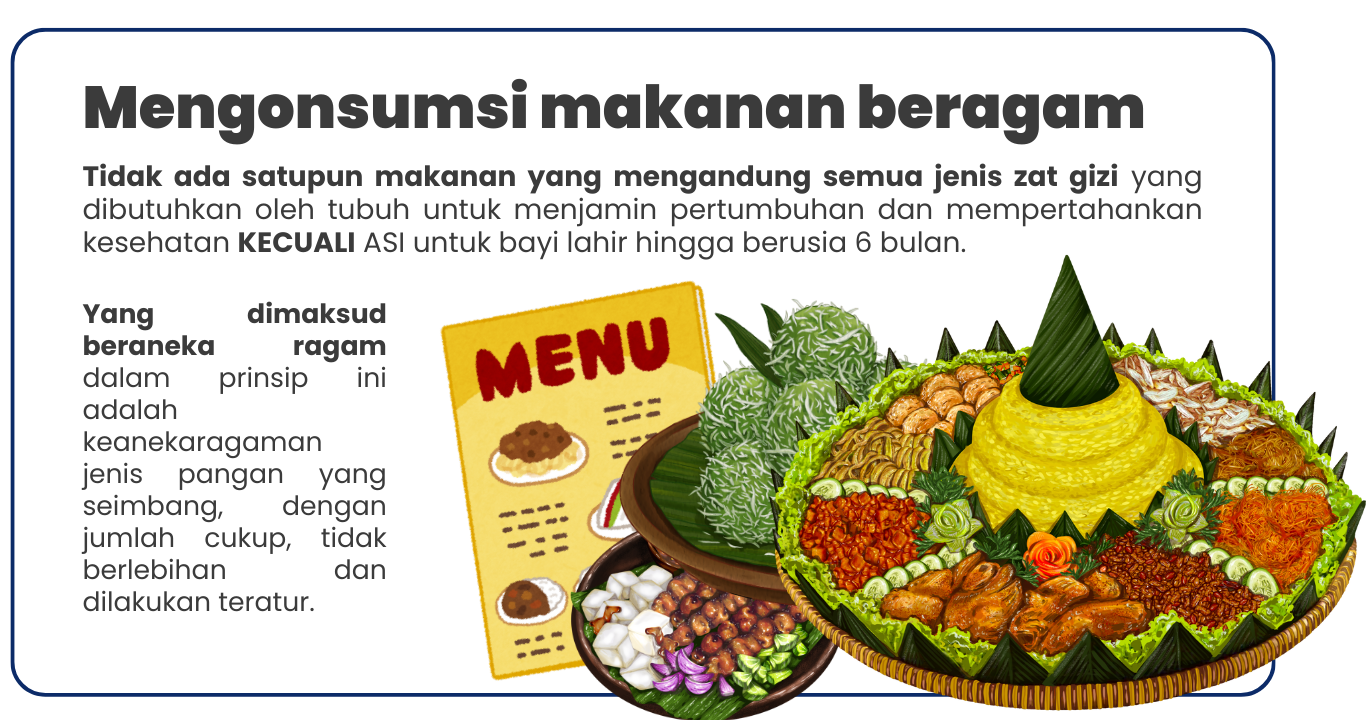 Mengonsumsi makanan beragam
Tidak ada satupun makanan yang mengandung semua jenis zat gizi yang
dibutuhkan oleh tubuh untuk menjamin pertumbuhan dan mempertahankan
kesehatan KECUALI ASI untuk bayi lahir hingga berusia 6 bulan.
Yang dimaksud
beraneka ragam
dalam prinsip ini
adalah
keanekaragaman
jenis pangan yang
seimbang, dengan
jumlah cukup, tidak
berlebihan dan
dilakukan teratur.
MENU